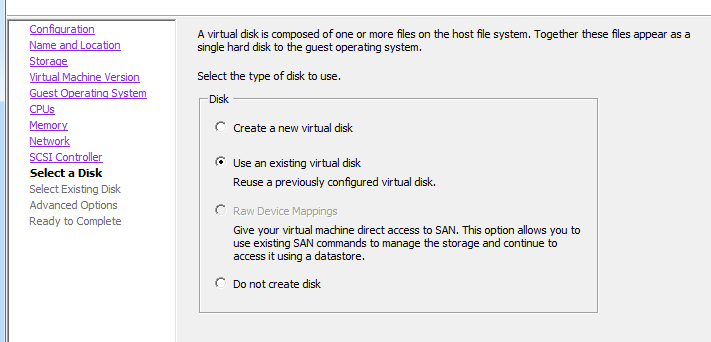 Configuration
Name and Location
Storage
Virtual Machine Version
Guest Operating System
CPUs
Memory
Network
SCSI Controller
Select a Disk
Select Existing Disk
Advanced Options
Ready to Complete
A virtual disk is composed of one or more files on the host file system. Together these files appear as a
single hard disk to the guest operating system.
Select the type of disk to use.
Disk
Create a new virtual disk
Use an existing virtual disk
Reuse a previously configured virtual disk.
Raw Device Mappings
Give your virtual machine direct access to SAN. This option allows you to
use existing SAN commands to manage the storage and continue to
access it using a datastore.
Do not create disk